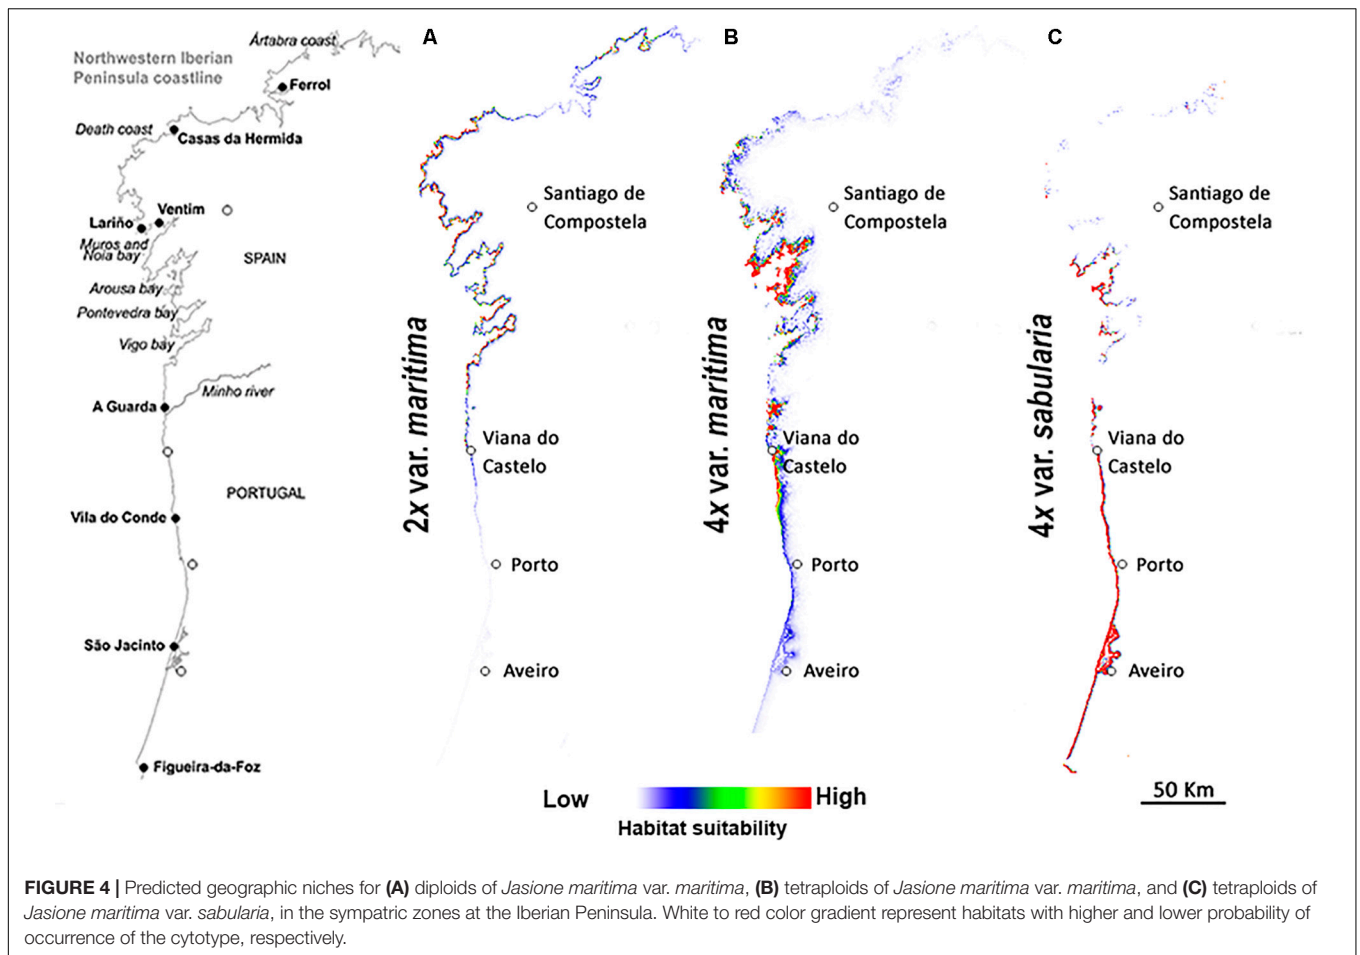 Northwestern Iberian
Peninsula coastline
Ártabra coast
Ferrol
Death coast
Casas da Hermida
Ventim
Lariño
Muros and
Noia bay
SPAIN
Arousa bay
Pontevedra bay
Vigo bay
Minho river
A Guarda
PORTUGAL
Vila do Conde
São Jacinto
Figueira-da-Foz
A
2x var. maritima
Santiago de
Compostela
Viana do
Castelo
Porto
Aveiro
B
4x var. maritima
Santiago de
Compostela
Viana do
Castelo
Porto
Aveiro
C
4x var. sabularia
Santiago de
Compostela
Viana do
Castelo
Porto
Aveiro
Low
High
Habitat suitability
50 Km
FIGURE 4 | Predicted geographic niches for (A) diploids of Jasione maritima var. maritima, (B) tetraploids of Jasione maritima var. maritima, and (C) tetraploids of
Jasione maritima var. sabularia, in the sympatric zones at the Iberian Peninsula. White to red color gradient represent habitats with higher and lower probability of
occurrence of the cytotype, respectively.